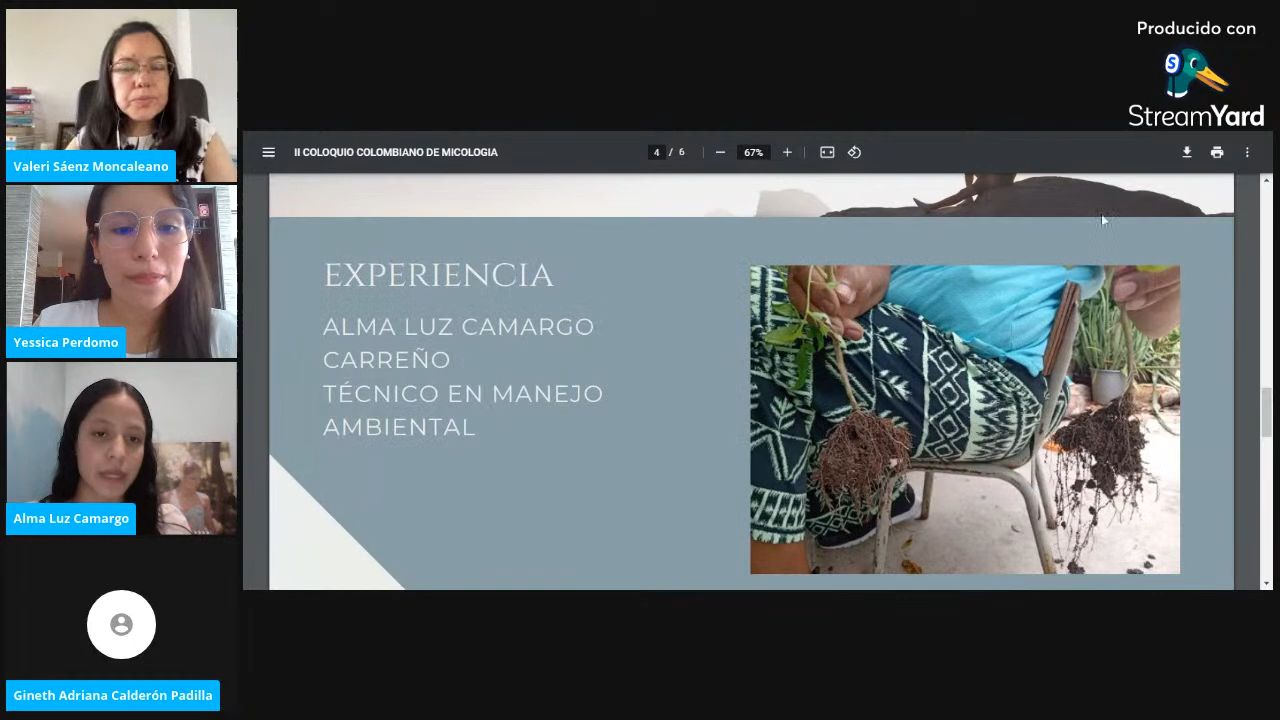 Producido con
S
StreamYard
II COLOQUIO COLOMBIANO DE MICOLOGIA
4 / 6
67%
Valeri Sáenz Moncaleano
Yessica Perdomo
Alma Luz Camargo
Gineth Adriana Calderón Padilla
EXPERIENCIA
ALMA LUZ CAMARGO
CARREÑO
TÉCNICO EN MANEJO
AMBIENTAL